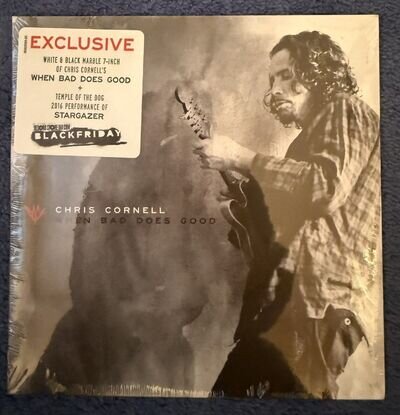 EXCLUSIVE
WHITE & BLACK MARBLE 7-INCH
OF CHRIS CORNELL'S
WHEN BAD DOES GOOD
+
TEMPLE OF THE DOG
2016 PERFORMANCE OF
STARGAZER
BLACKFRIDAY
CHRIS CORNELL
WHEN BAD DOES GOOD